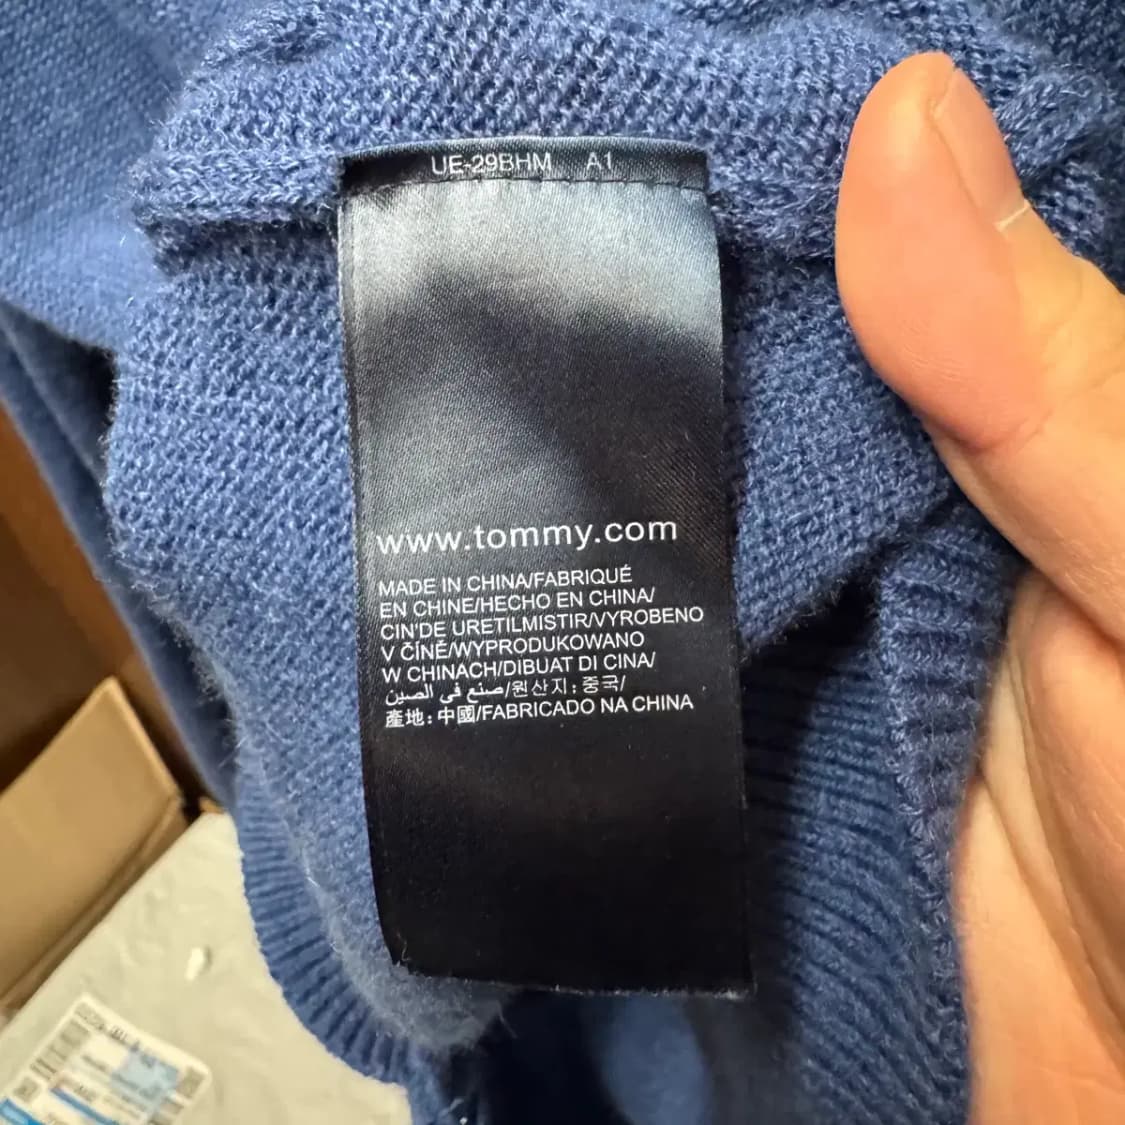 UE-29BHM A1
www.tommy.com
MADE IN CHINA/FABRIQUÉ
EN CHINE/HECHO EN CHINA/
CIN'DE URETILMISTIR/VYROBENO
V ČÍNĚ/WYPRODUKOWANO
W CHINACH/DIBUAT DI CINA/
صنع في الصين/원산지: 중국/
產地: 中國/FABRICADO NA CHINA